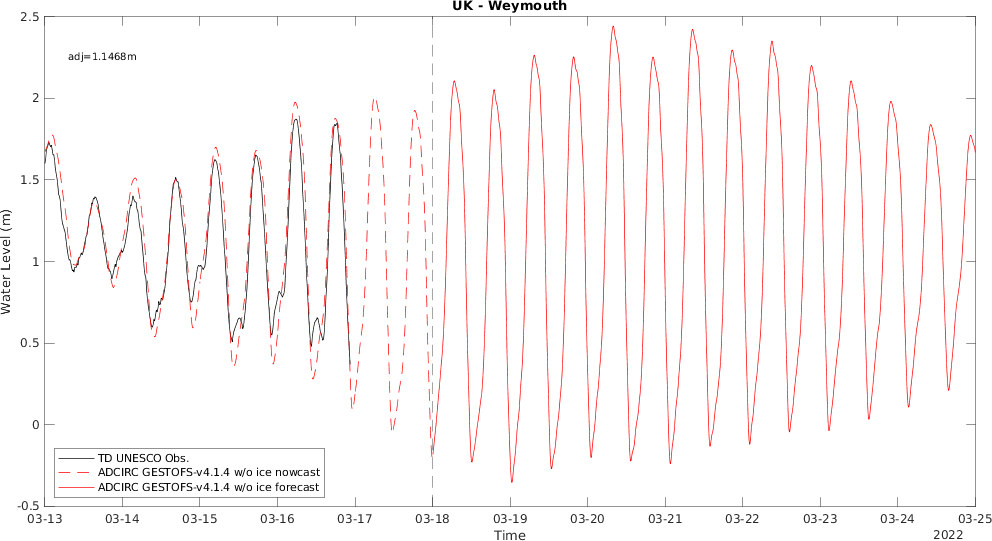 UK - Weymouth
adj=1.1468m
2.5
2
1.5
1
0.5
0
-0.5
Water Level (m)
TD UNESCO Obs.
ADCIRC GESTOFS-v4.1.4 w/o ice nowcast
ADCIRC GESTOFS-v4.1.4 w/o ice forecast
03-13 03-14 03-15 03-16 03-17 03-18 03-19 03-20 03-21 03-22 03-23 03-24 03-25
Time
2022